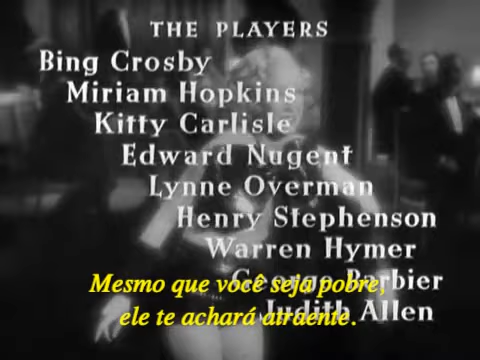 THE PLAYERS
Bing Crosby
Miriam Hopkins
Kitty Carlisle
Edward Nugent
Lynne Overman
Henry Stephenson
Warren Hymer
George Barbier
Judith Allen
Mesmo que você seja pobre,
ele te achará atraente.